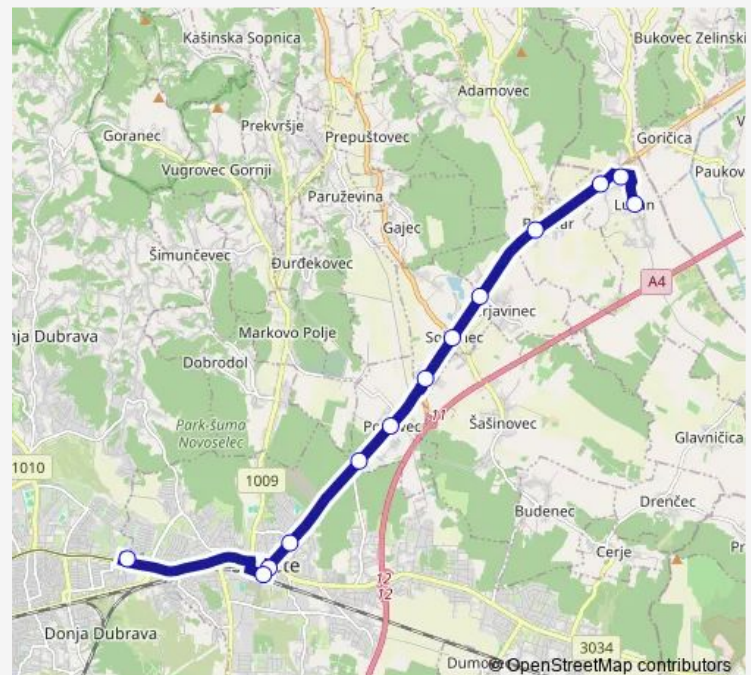 Kašinska Sopnica
Bukovec Zelinski
Adamovec
Goranec
Prekvršje
Prepuštovec
Goričica
Vugrovec Gornji
Paruževina
Gajec
Šimunčevec
Đurđekovec
A4
Markovo Polje
Dobrodol
Park-šuma
Novoselec
11
Šašinovec
Glavničica
1010
1009
Budenec
Drenčec
Cerje
12
12
Donja Dubrava
3034
© OpenStreetMap contributors